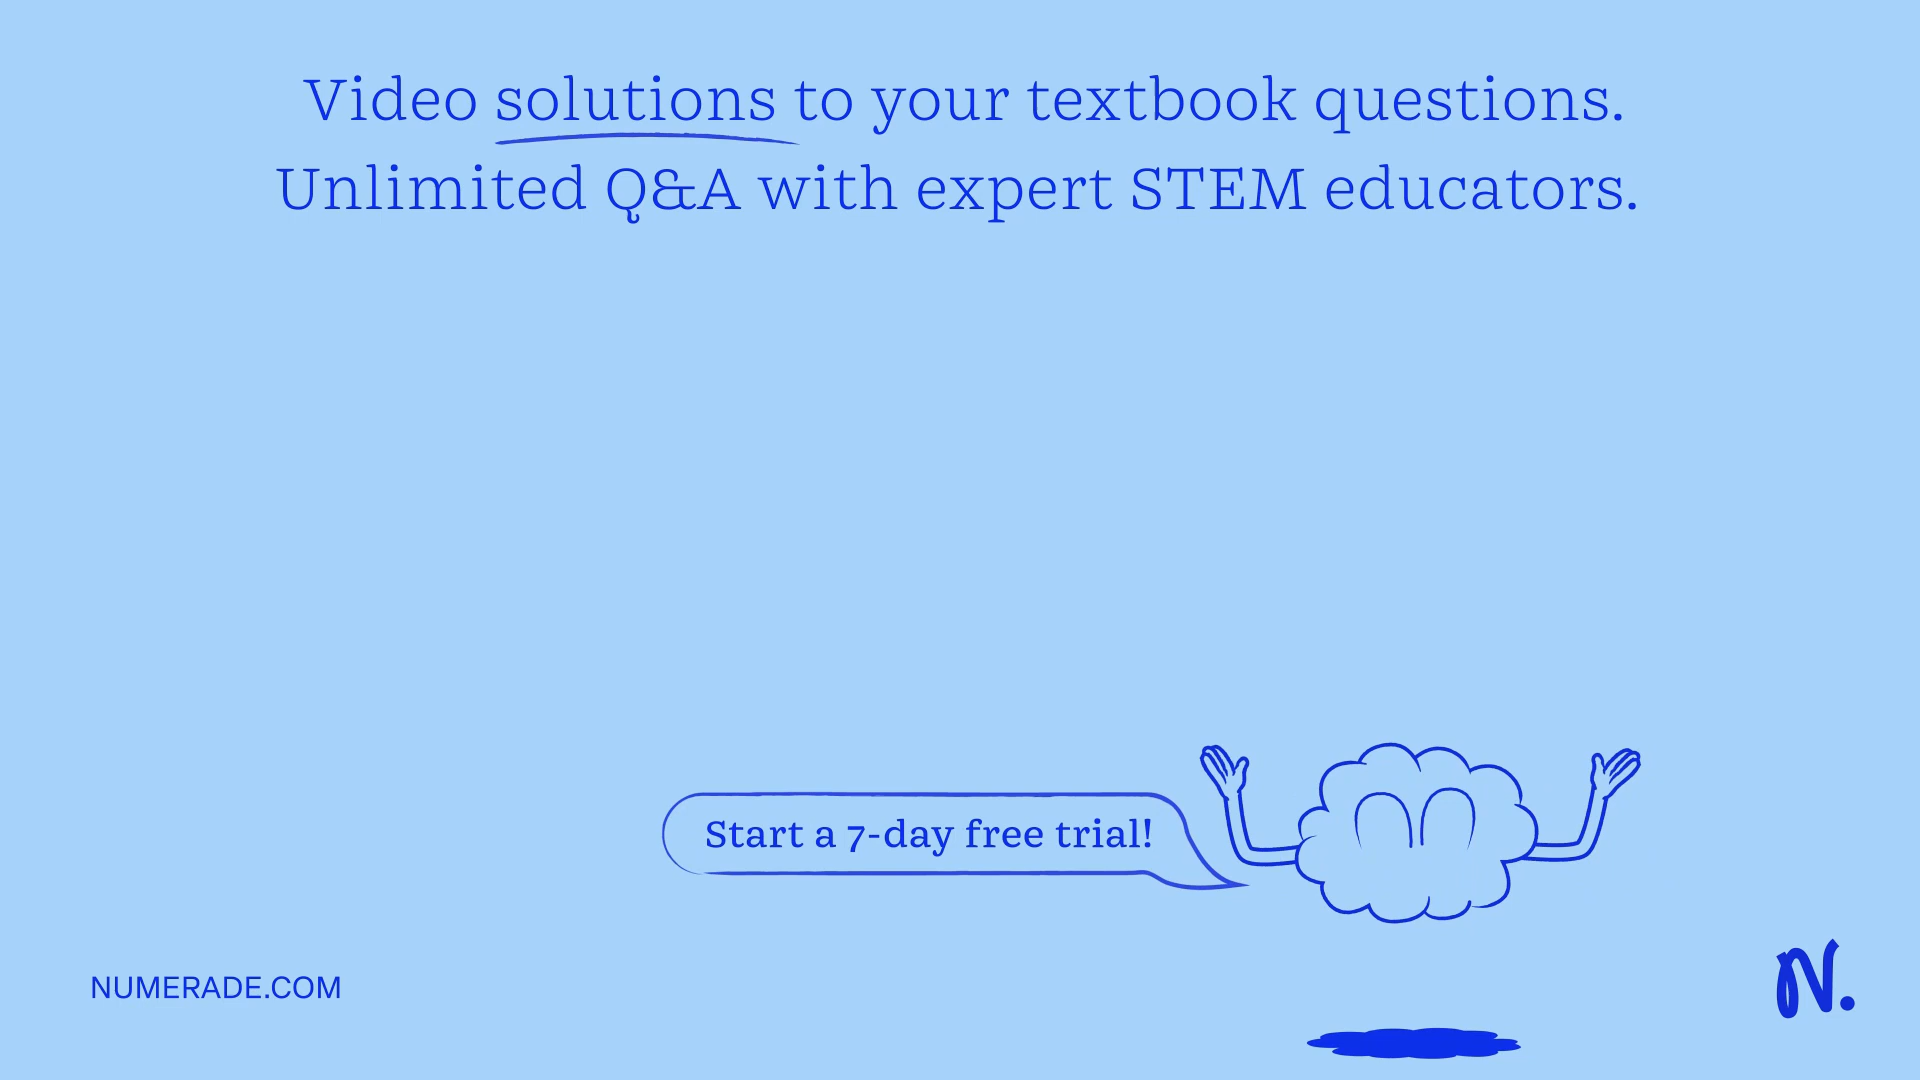 Video solutions to your textbook questions.
Unlimited Q&A with expert STEM educators.
Start a 7-day free trial!
NUMERADE.COM
N.